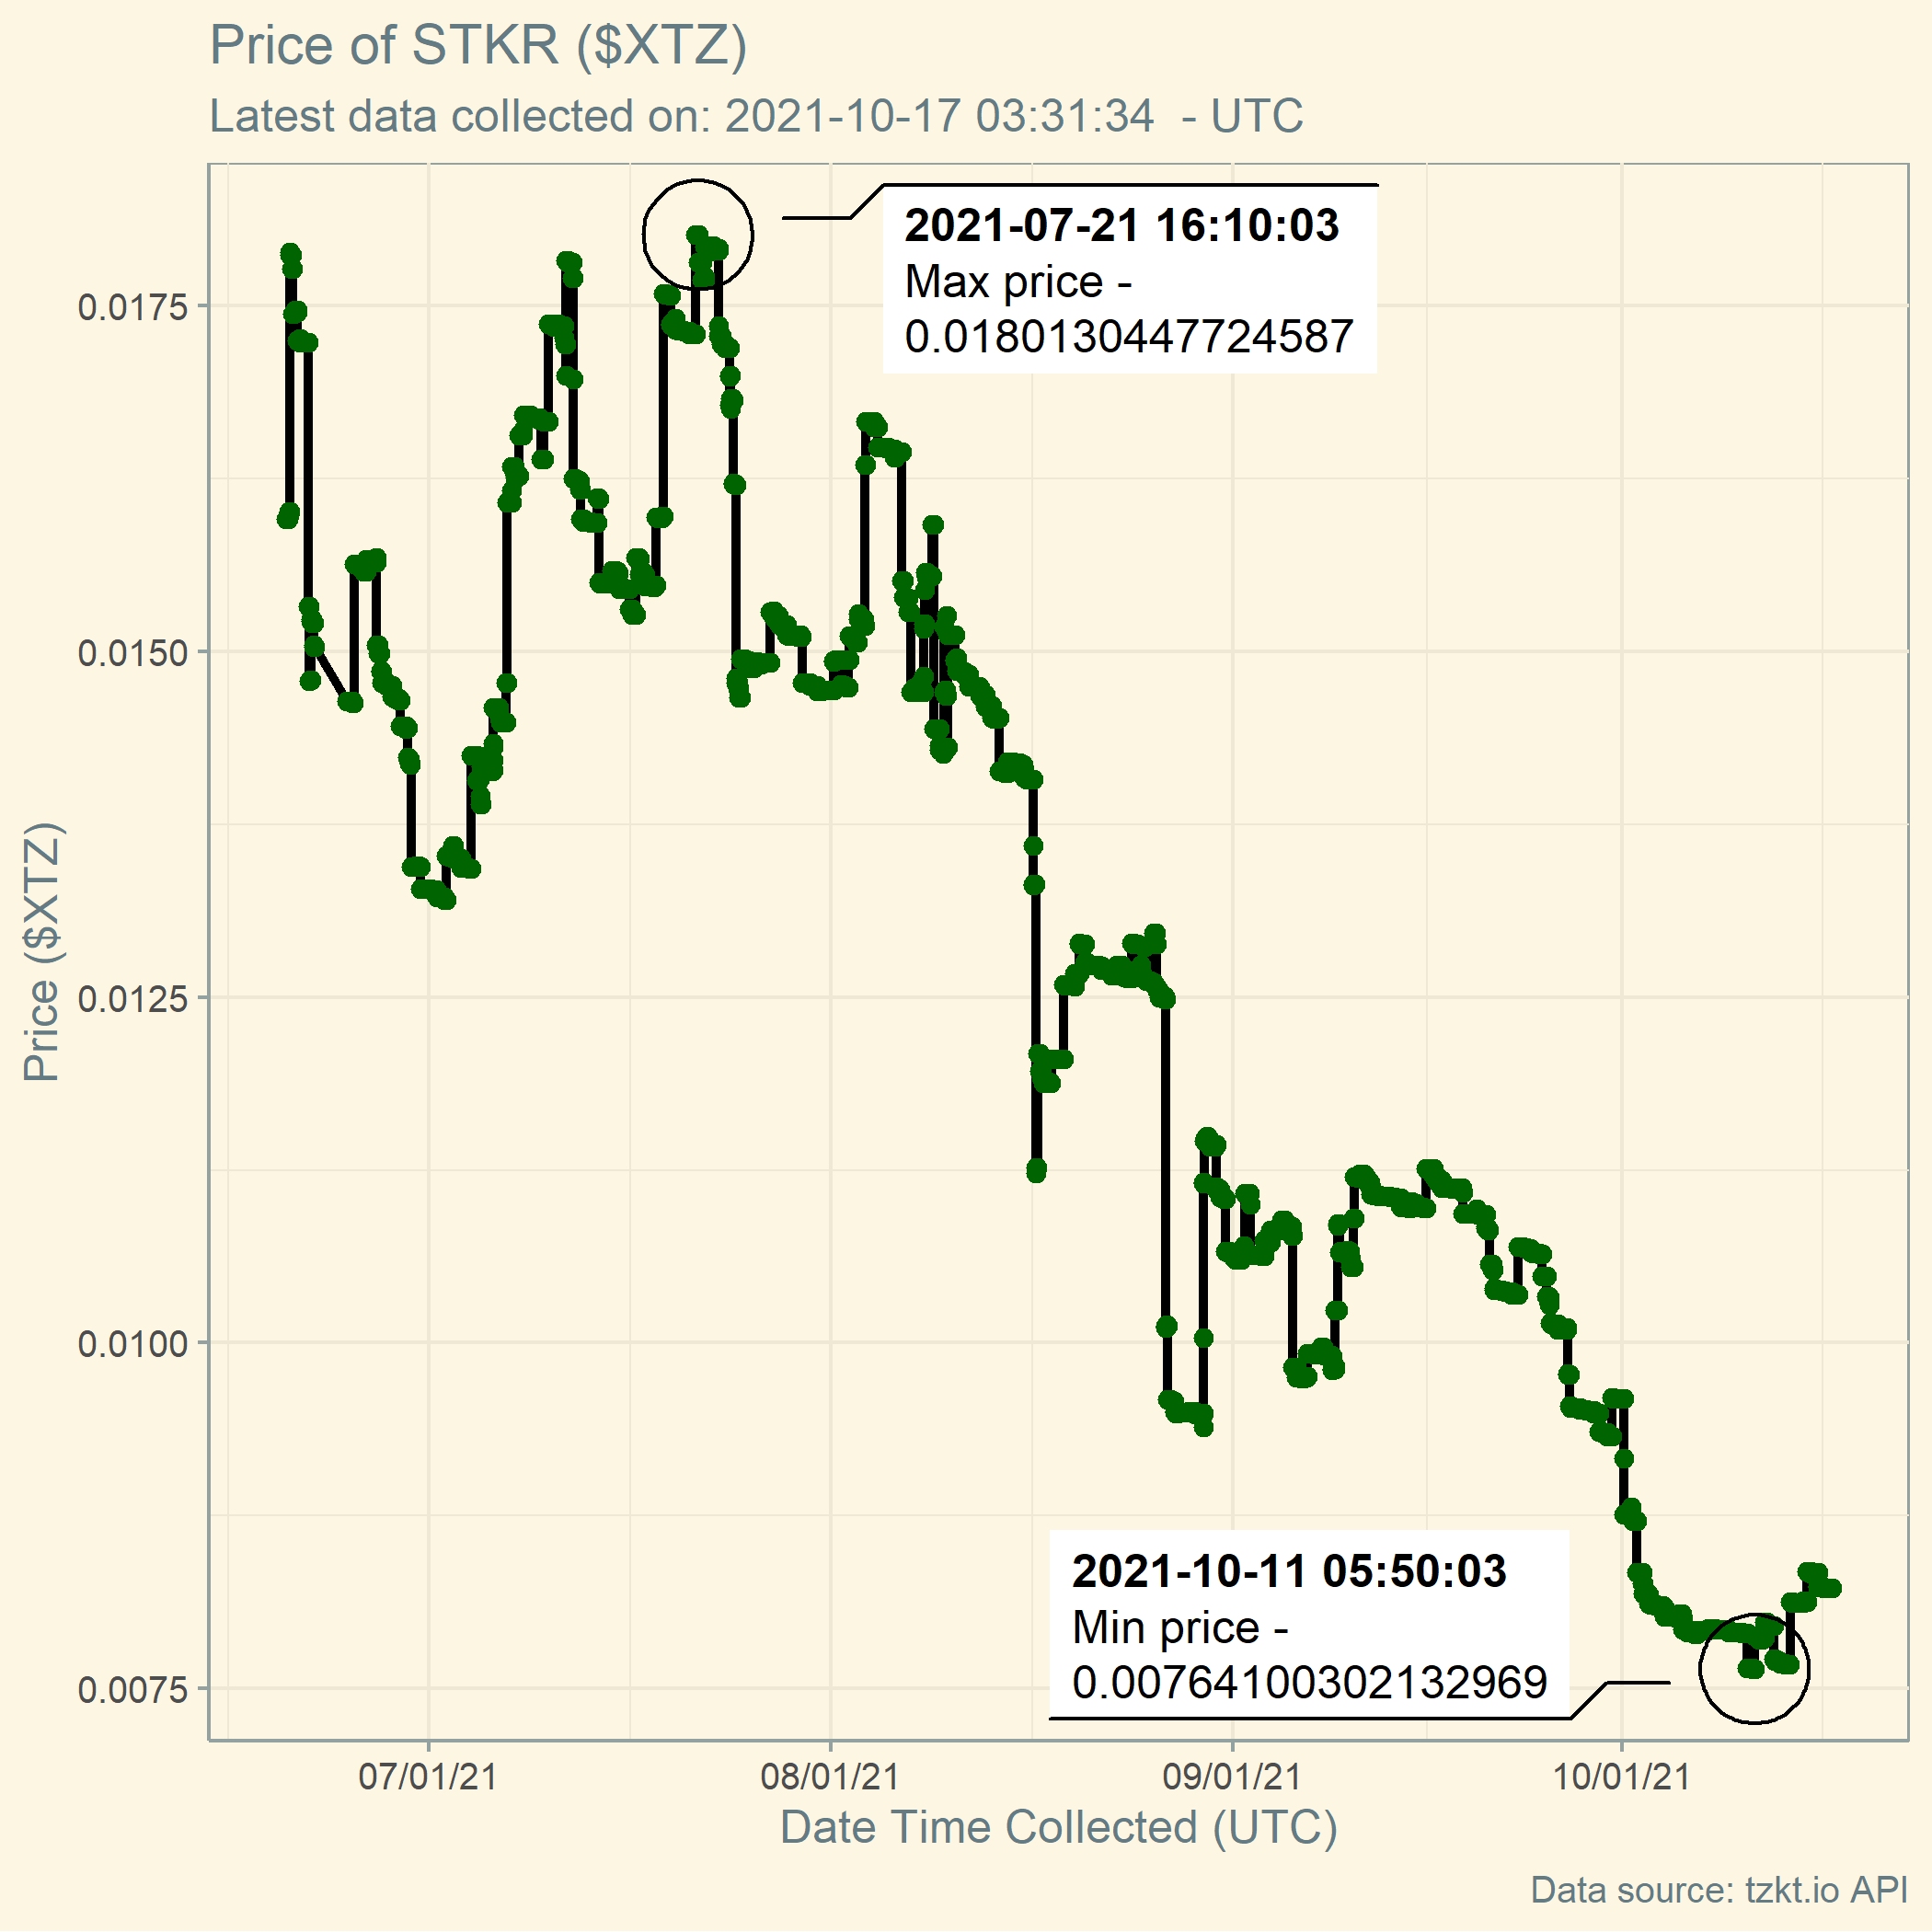 Price of STKR ($XTZ)
Latest data collected on: 2021-10-17 03:31:34  - UTC
2021-07-21 16:10:03
Max price -
0.0180130447724587
0.0175
0.0150
Price ($XTZ)
0.0125
0.0100
2021-10-11 05:50:03
Min price -
0.00764100302132969
0.0075
07/01/21
08/01/21
09/01/21
10/01/21
Date Time Collected (UTC)
Data source: tzkt.io API